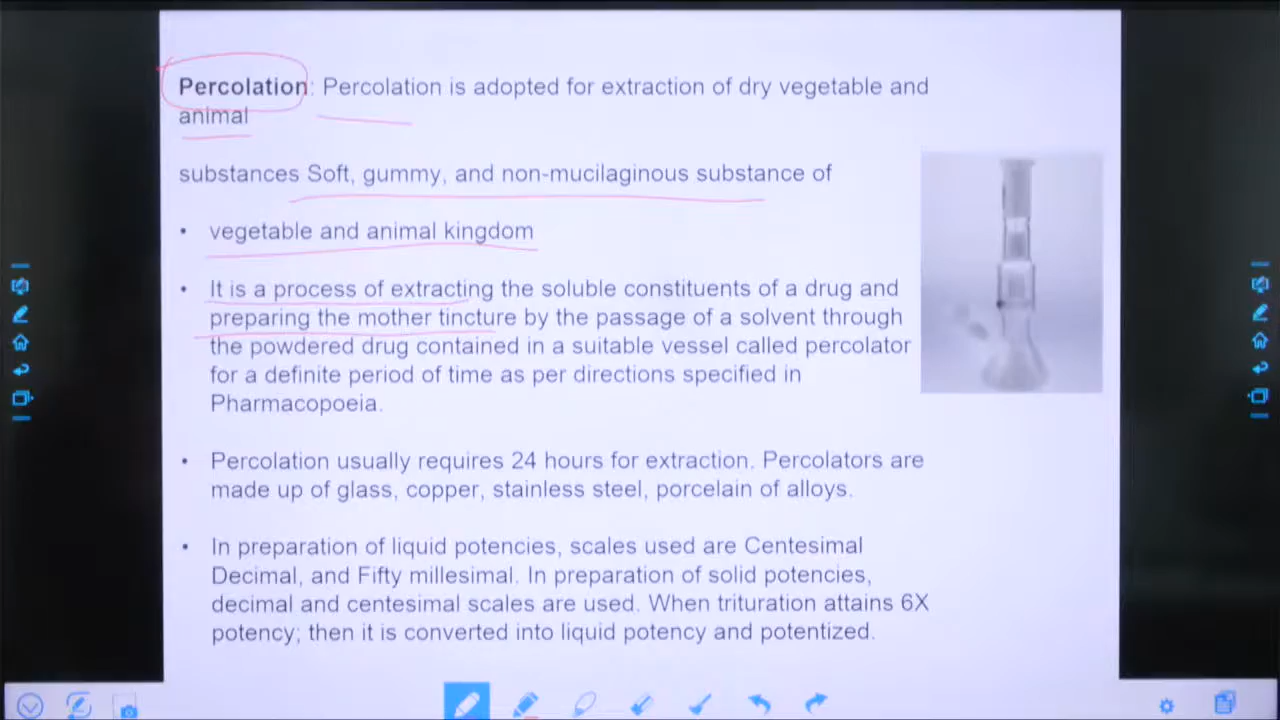 Percolation: Percolation is adopted for extraction of dry vegetable and
animal
substances Soft, gummy, and non-mucilaginous substance of
• vegetable and animal kingdom
• It is a process of extracting the soluble constituents of a drug and
preparing the mother tincture by the passage of a solvent through
the powdered drug contained in a suitable vessel called percolator
for a definite period of time as per directions specified in
Pharmacopoeia.
• Percolation usually requires 24 hours for extraction. Percolators are
made up of glass, copper, stainless steel, porcelain of alloys.
• In preparation of liquid potencies, scales used are Centesimal
Decimal, and Fifty millesimal. In preparation of solid potencies,
decimal and centesimal scales are used. When trituration attains 6X
potency; then it is converted into liquid potency and potentized.